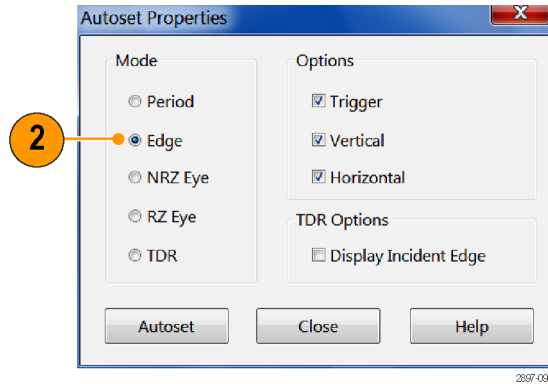 Autoset Properties
X
Mode
Period
2
Edge
NRZ Eye
RZ Eye
TDR
Options
Trigger
Vertical
Horizontal
TDR Options
Display Incident Edge
Autoset
Close
Help
2897-09